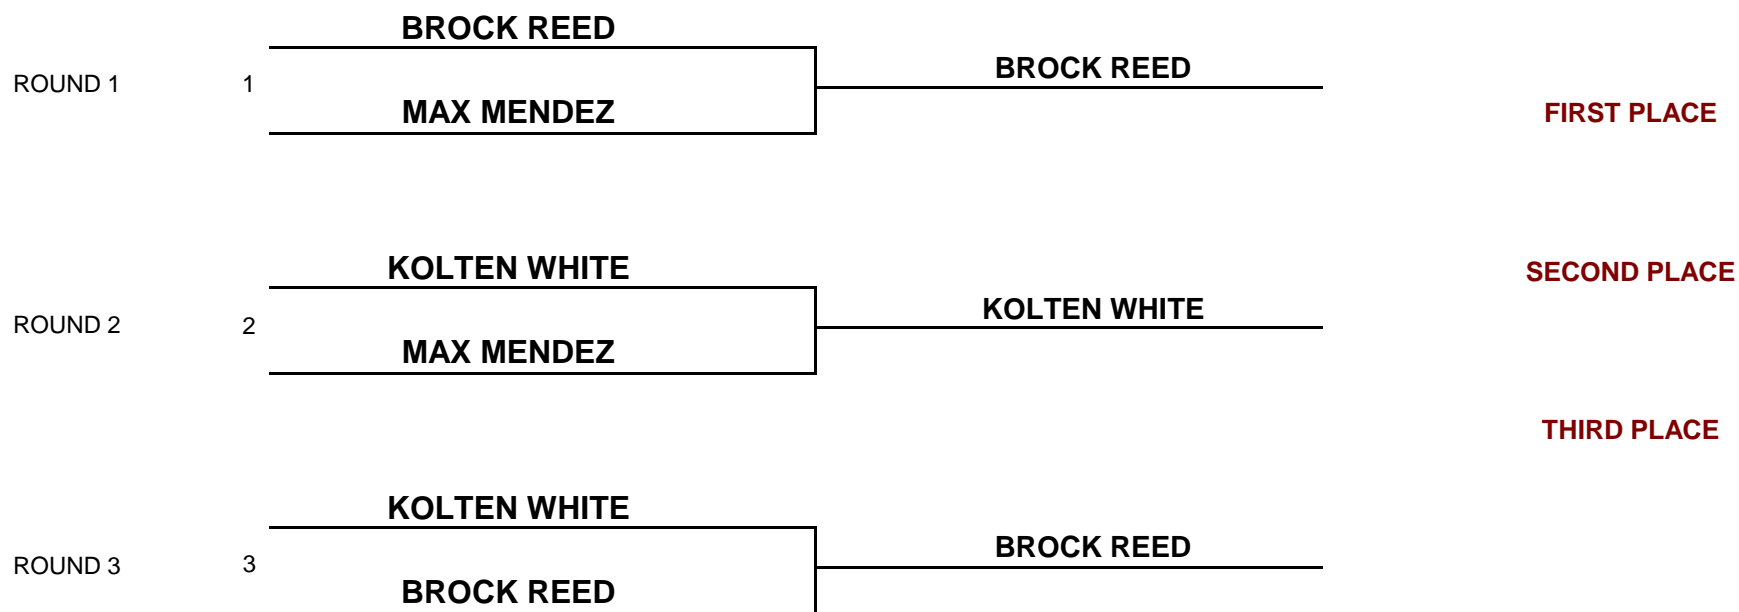 BROCK REED
ROUND 1 1 BROCK REED
MAX MENDEZ FIRST PLACE
KOLTEN WHITE SECOND PLACE
ROUND 2 2 KOLTEN WHITE
MAX MENDEZ
THIRD PLACE
KOLTEN WHITE
ROUND 3 3 BROCK REED
BROCK REED